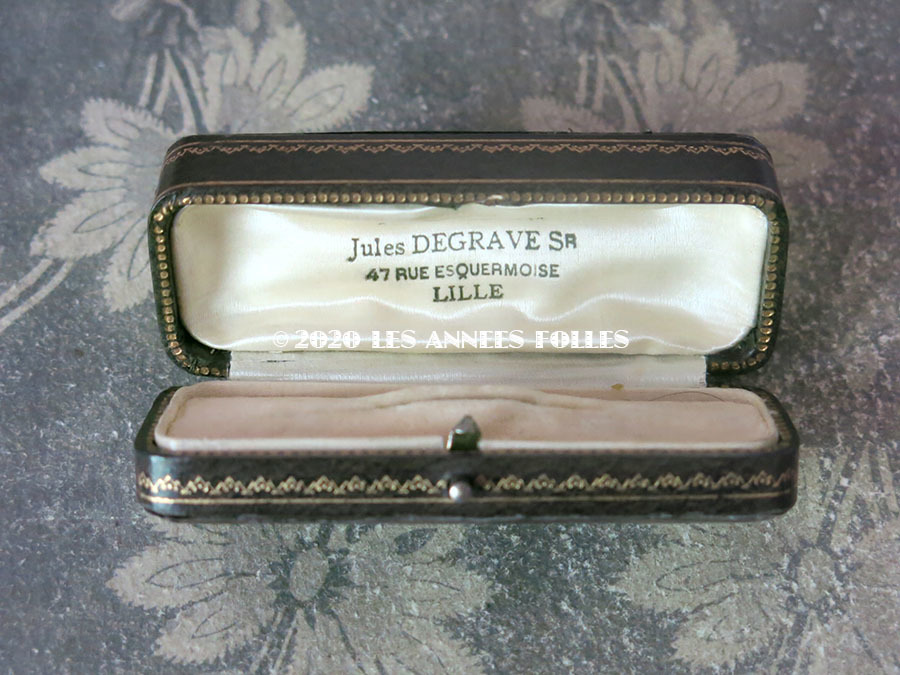 Jules DEGRAVE SR
47 RUE ESQUERMOISE
LILLE
© 2020 LES ANNEES FOLLES